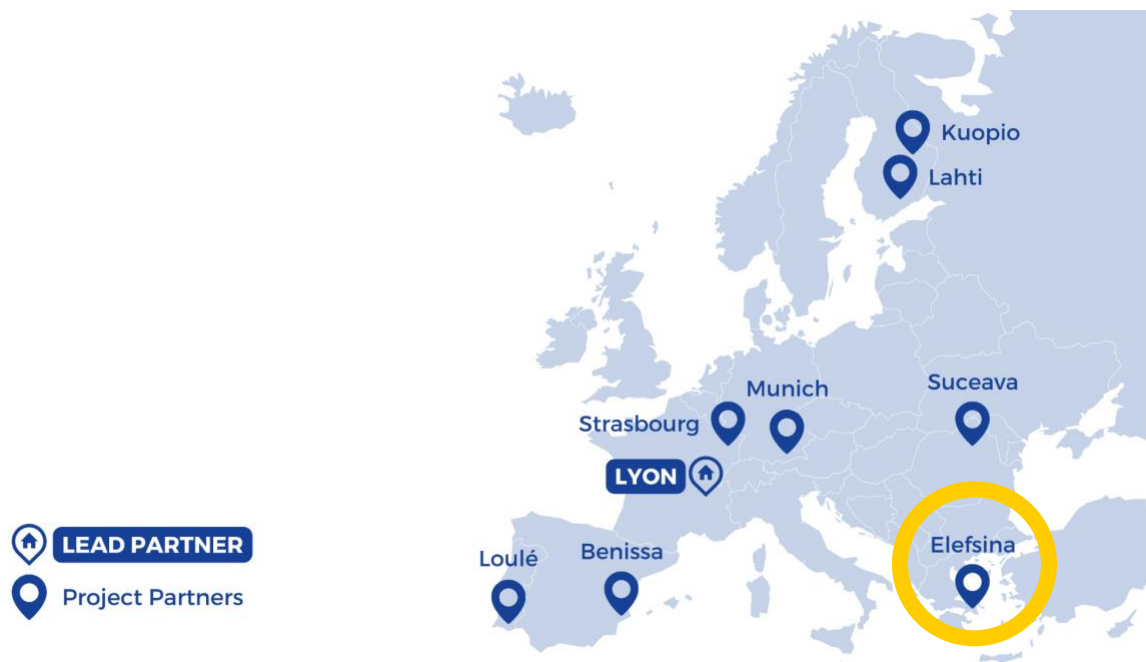 Kuopio
Lahti
Munich
Suceava
Strasbourg
LYON
LEAD PARTNER
Elefsina
Loulé
Benissa
Project Partners